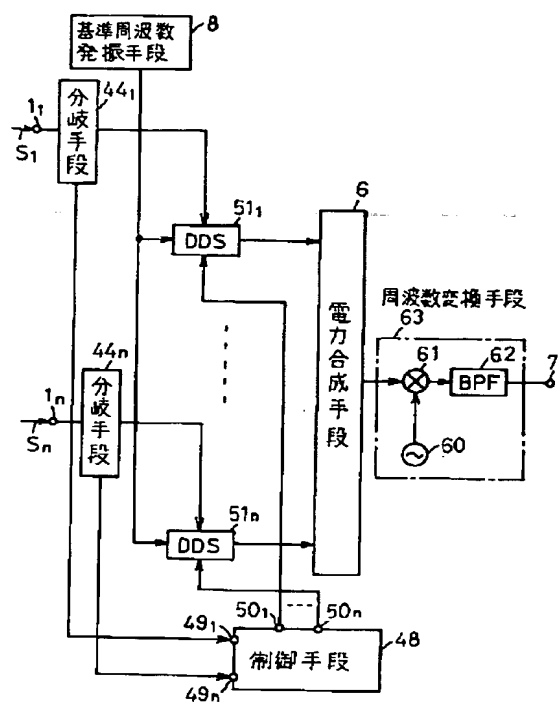 基準周波数
発振手段
8
分岐手段
44₁
1₁
S₁
DDS
51₁
6
電力合成手段
周波数変換手段
63
61
62
BPF
7
60
分岐手段
44n
1n
Sn
DDS
51n
50₁
50n
49₁
49n
制御手段
48